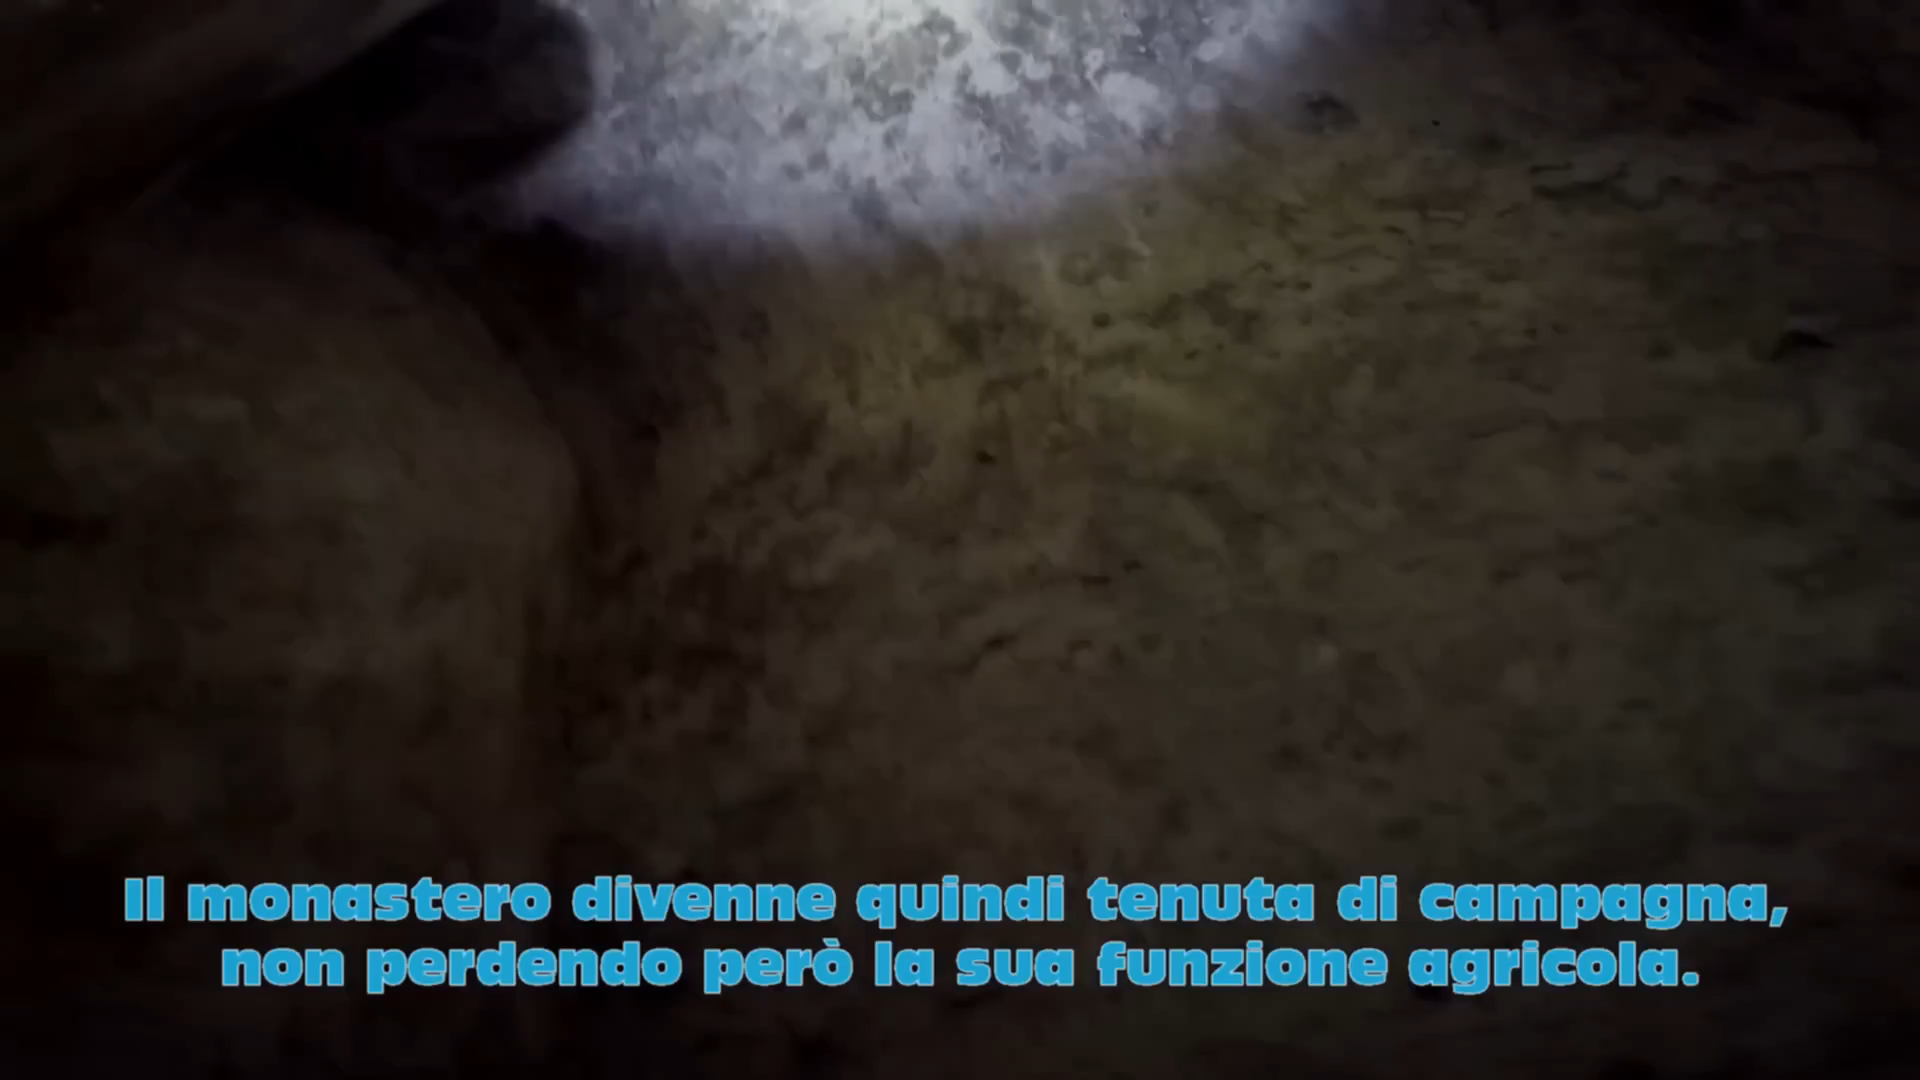 Il monastero divenne quindi tenuta di campagna,
non perdendo però la sua funzione agricola.